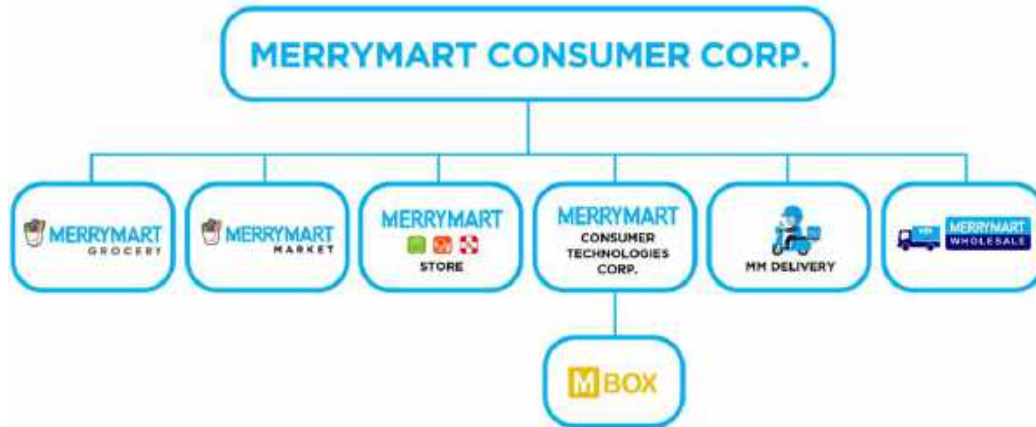 MERRYMART CONSUMER CORP.
MERRYMART
GROCERY
MERRYMART
MARKET
MERRYMART
STORE
MERRYMART
CONSUMER
TECHNOLOGIES
CORP.
MM DELIVERY
MERRYMART
WHOLESALE
M BOX